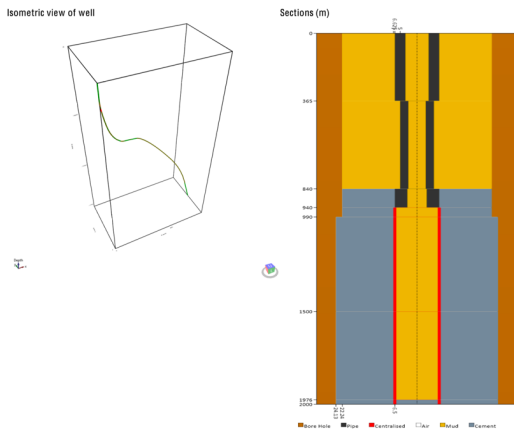 Isometric view of well
Sections (m)
0
365
840
940
990
1500
1976
2000
Bore Hole
Pipe
Centralised
Air
Mud
Cement